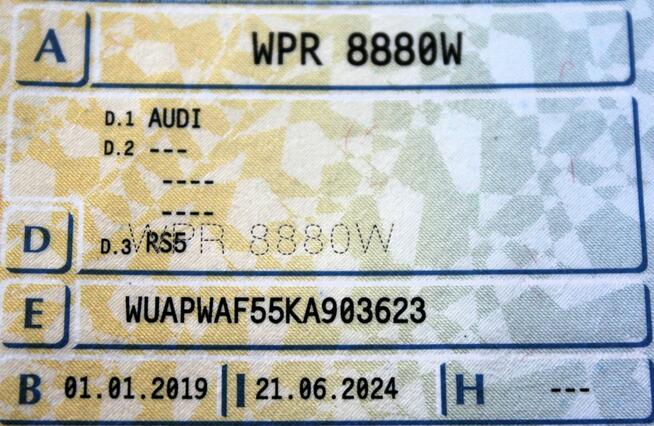 A WPR 8880W
D.1 AUDI
D.2 ---
----
----
D D.3 RS5 WPR 8880W
E WUAPWAF55KA903623
B 01.01.2019 I 21.06.2024 H ---